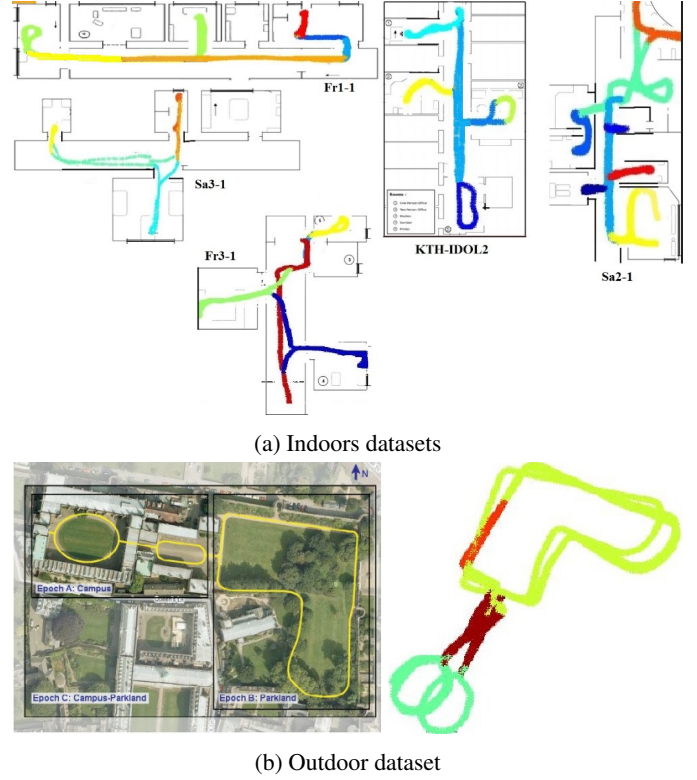 Fr1-1
Sa3-1
Fr3-1
KTH-IDOL2
Sa2-1
(a) Indoors datasets
N
Epoch A: Campus
Epoch C: Campus-Parkland
Epoch B: Parkland
(b) Outdoor dataset